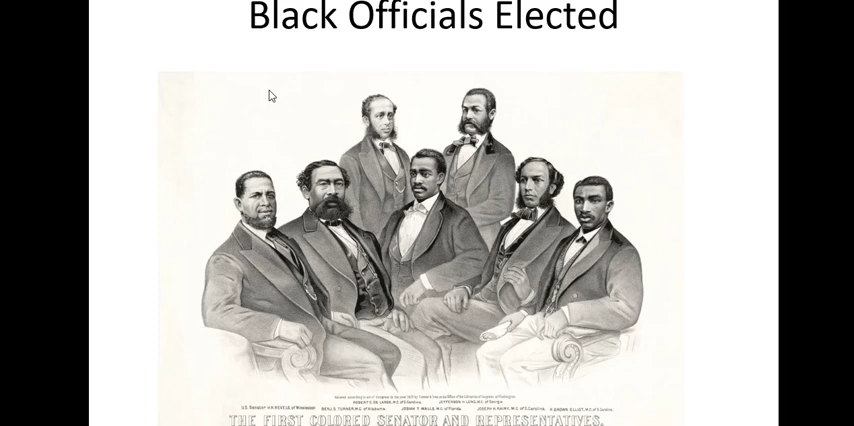 Black Officials Elected
ROBERT C. DE LARGE, M.C. of S. Carolina. JEFFERSON H. LONG, M.C. of Georgia
U.S. Senator H.R. REVELS, of Mississippi BENJ. S. TURNER, M.C. of Alabama. JOSIAH T. WALLS, M.C. of Florida. JOSEPH H. RAINY, M.C. of S. Carolina. R. BROWN ELLIOT, M.C. of S. Carolina.
THE FIRST COLORED SENATOR AND REPRESENTATIVES.